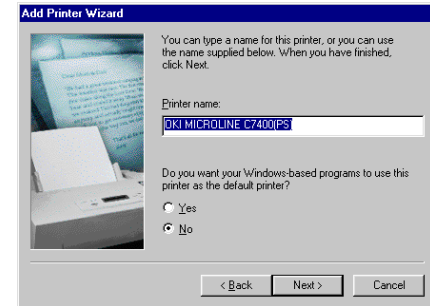 Add Printer Wizard
You can type a name for this printer, or you can use
the name supplied below. When you have finished,
click Next.
Printer name:
OKI MICROLINE C7400(PS)
Do you want your Windows-based programs to use this
printer as the default printer?
Yes
No
< Back Next > Cancel